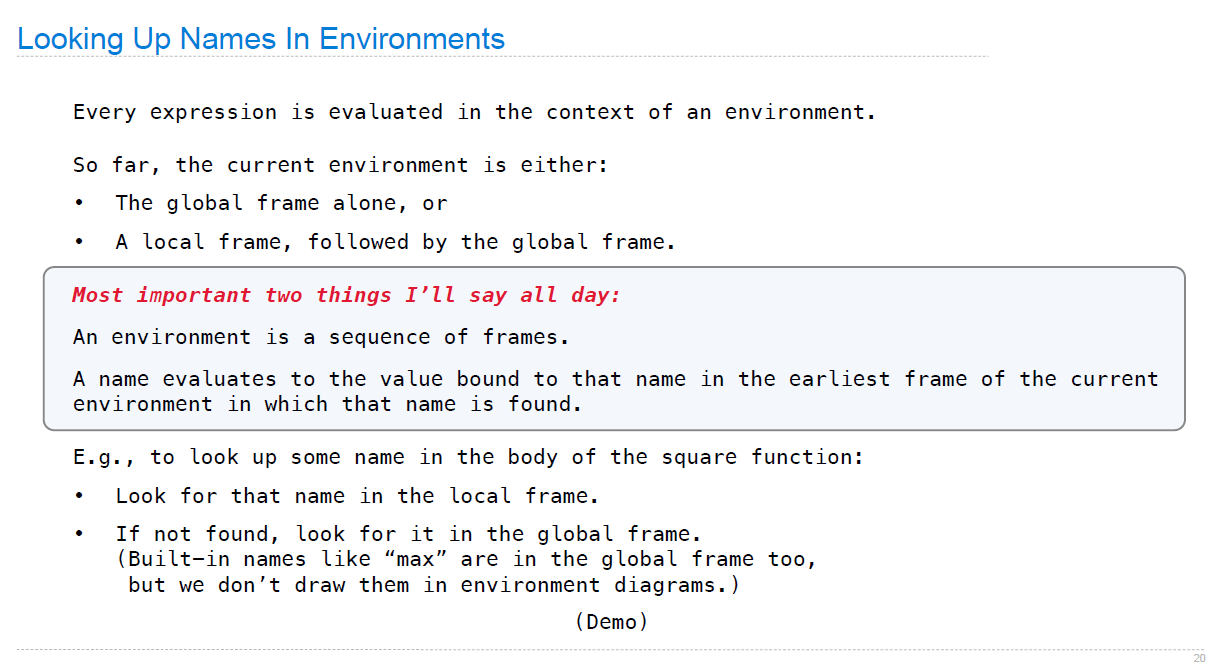 Looking Up Names In Environments
Every expression is evaluated in the context of an environment.
So far, the current environment is either:
• The global frame alone, or
• A local frame, followed by the global frame.
Most important two things I’ll say all day:
An environment is a sequence of frames.
A name evaluates to the value bound to that name in the earliest frame of the current
environment in which that name is found.
E.g., to look up some name in the body of the square function:
• Look for that name in the local frame.
• If not found, look for it in the global frame.
(Built−in names like “max” are in the global frame too,
but we don’t draw them in environment diagrams.)
(Demo)
20